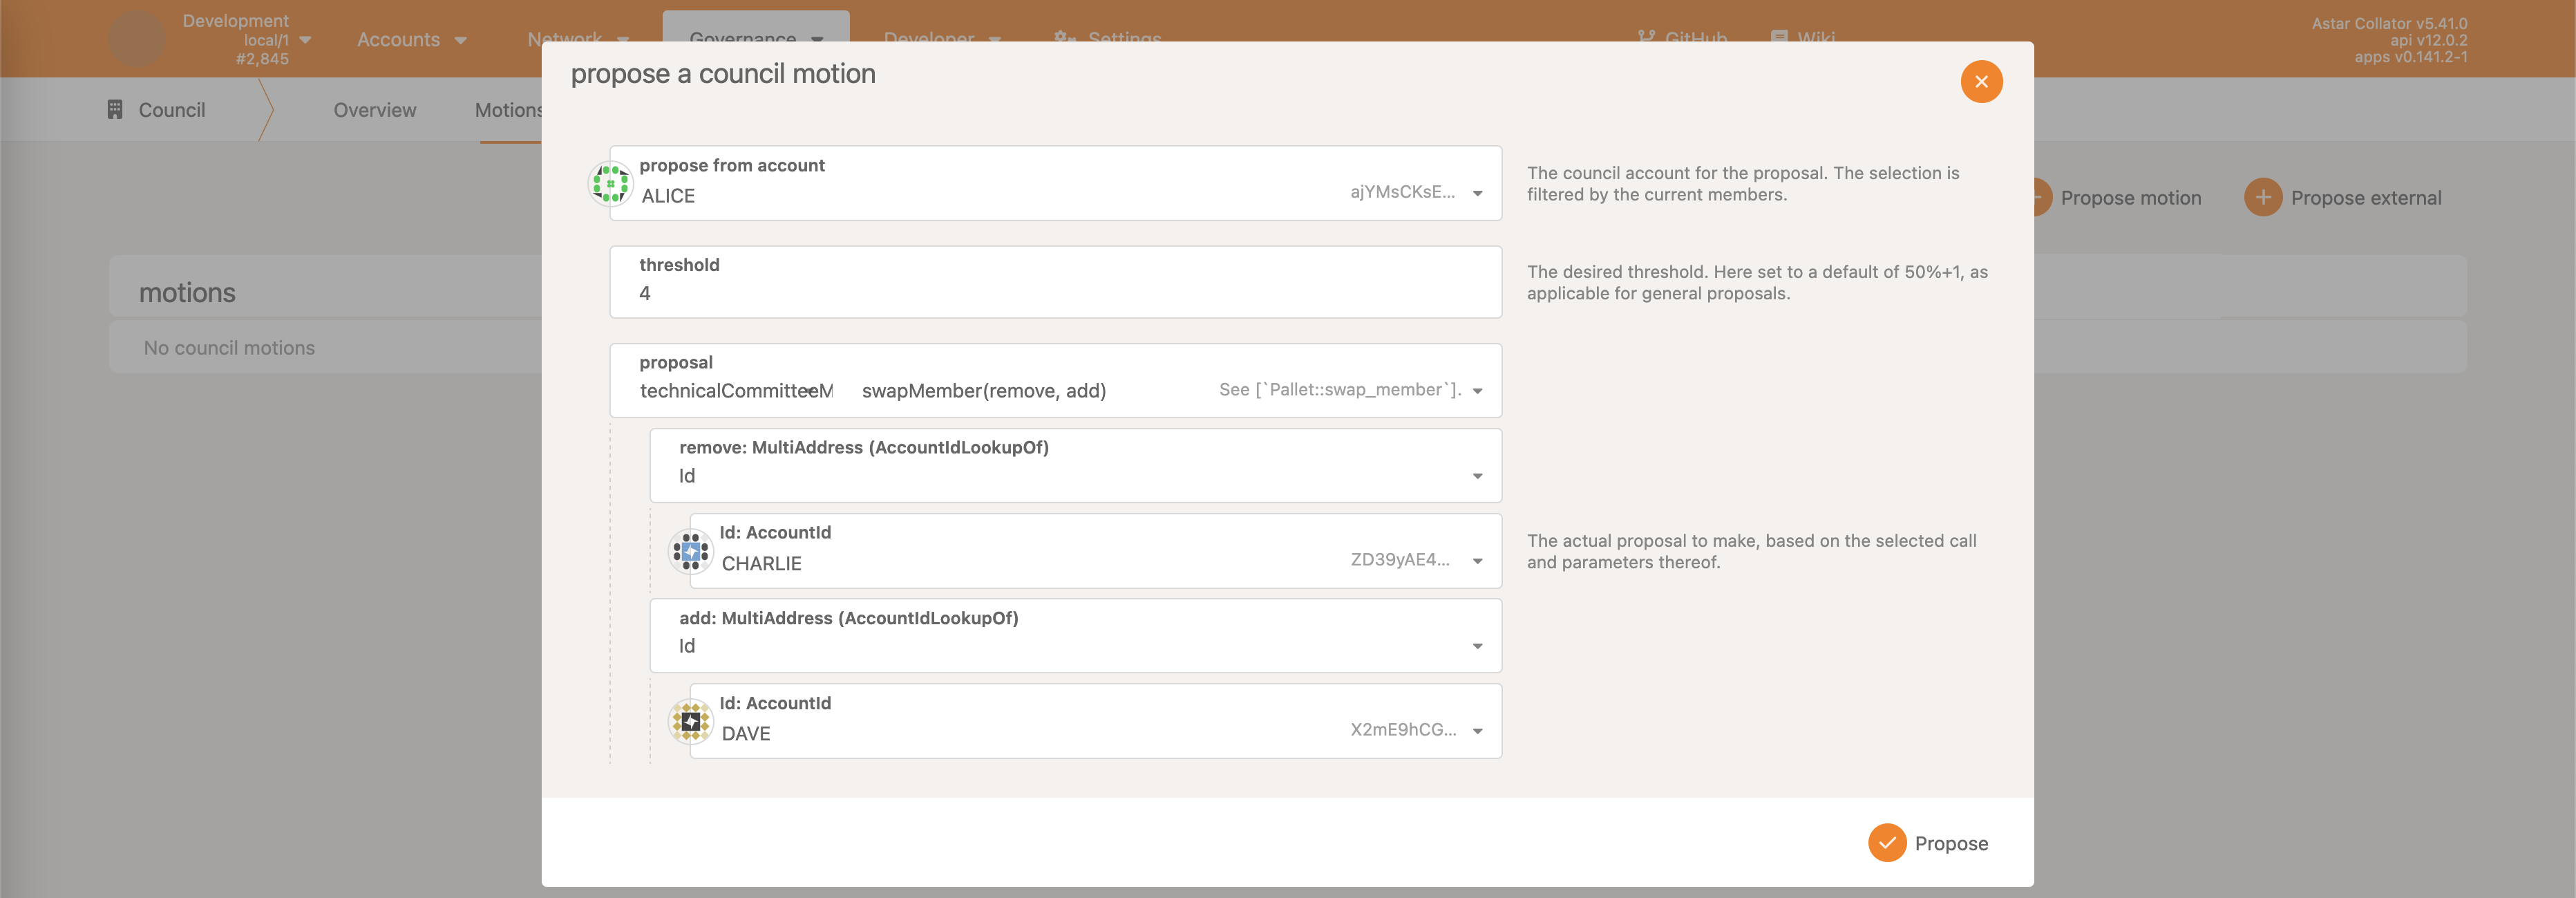 Development
local/1
#2,845
Accounts
Network
Governance
Developer
Settings
GitHub
Wiki
Astar Collator v5.41.0
api v12.0.2
apps v0.141.2-1
Council
Overview
Motions
Propose motion
Propose external
motions
No council motions
propose a council motion
propose from account
ALICE
ajYMsCKsE...
The council account for the proposal. The selection is
filtered by the current members.
threshold
4
The desired threshold. Here set to a default of 50%+1, as
applicable for general proposals.
proposal
technicalCommitteeM
swapMember(remove, add)
See [`Pallet::swap_member`].
remove: MultiAddress (AccountIdLookupOf)
Id
Id: AccountId
CHARLIE
ZD39yAE4...
The actual proposal to make, based on the selected call
and parameters thereof.
add: MultiAddress (AccountIdLookupOf)
Id
Id: AccountId
DAVE
X2mE9hCG...
Propose